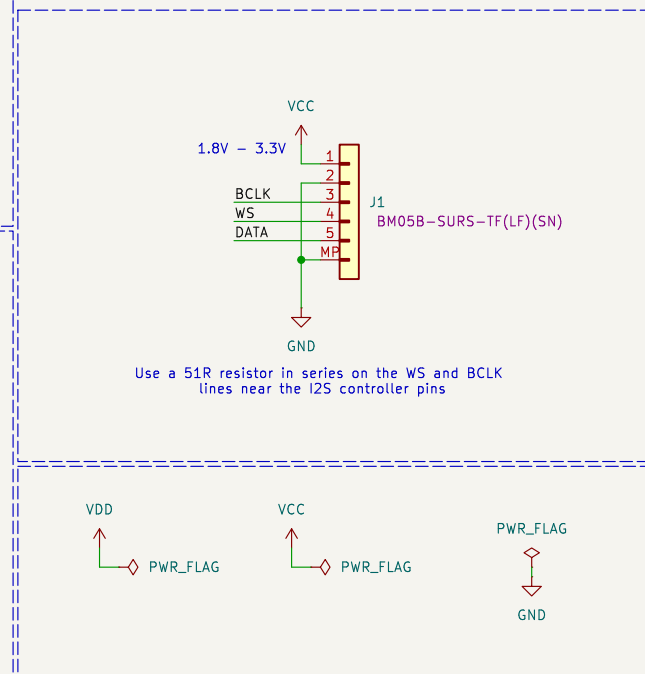 VCC
1.8V – 3.3V
1
2
BCLK
3
J1
WS
4
BM05B-SURS-TF(LF)(SN)
DATA
5
MP
GND
Use a 51R resistor in series on the WS and BCLK
lines near the I2S controller pins
VDD
PWR_FLAG
VCC
PWR_FLAG
PWR_FLAG
GND